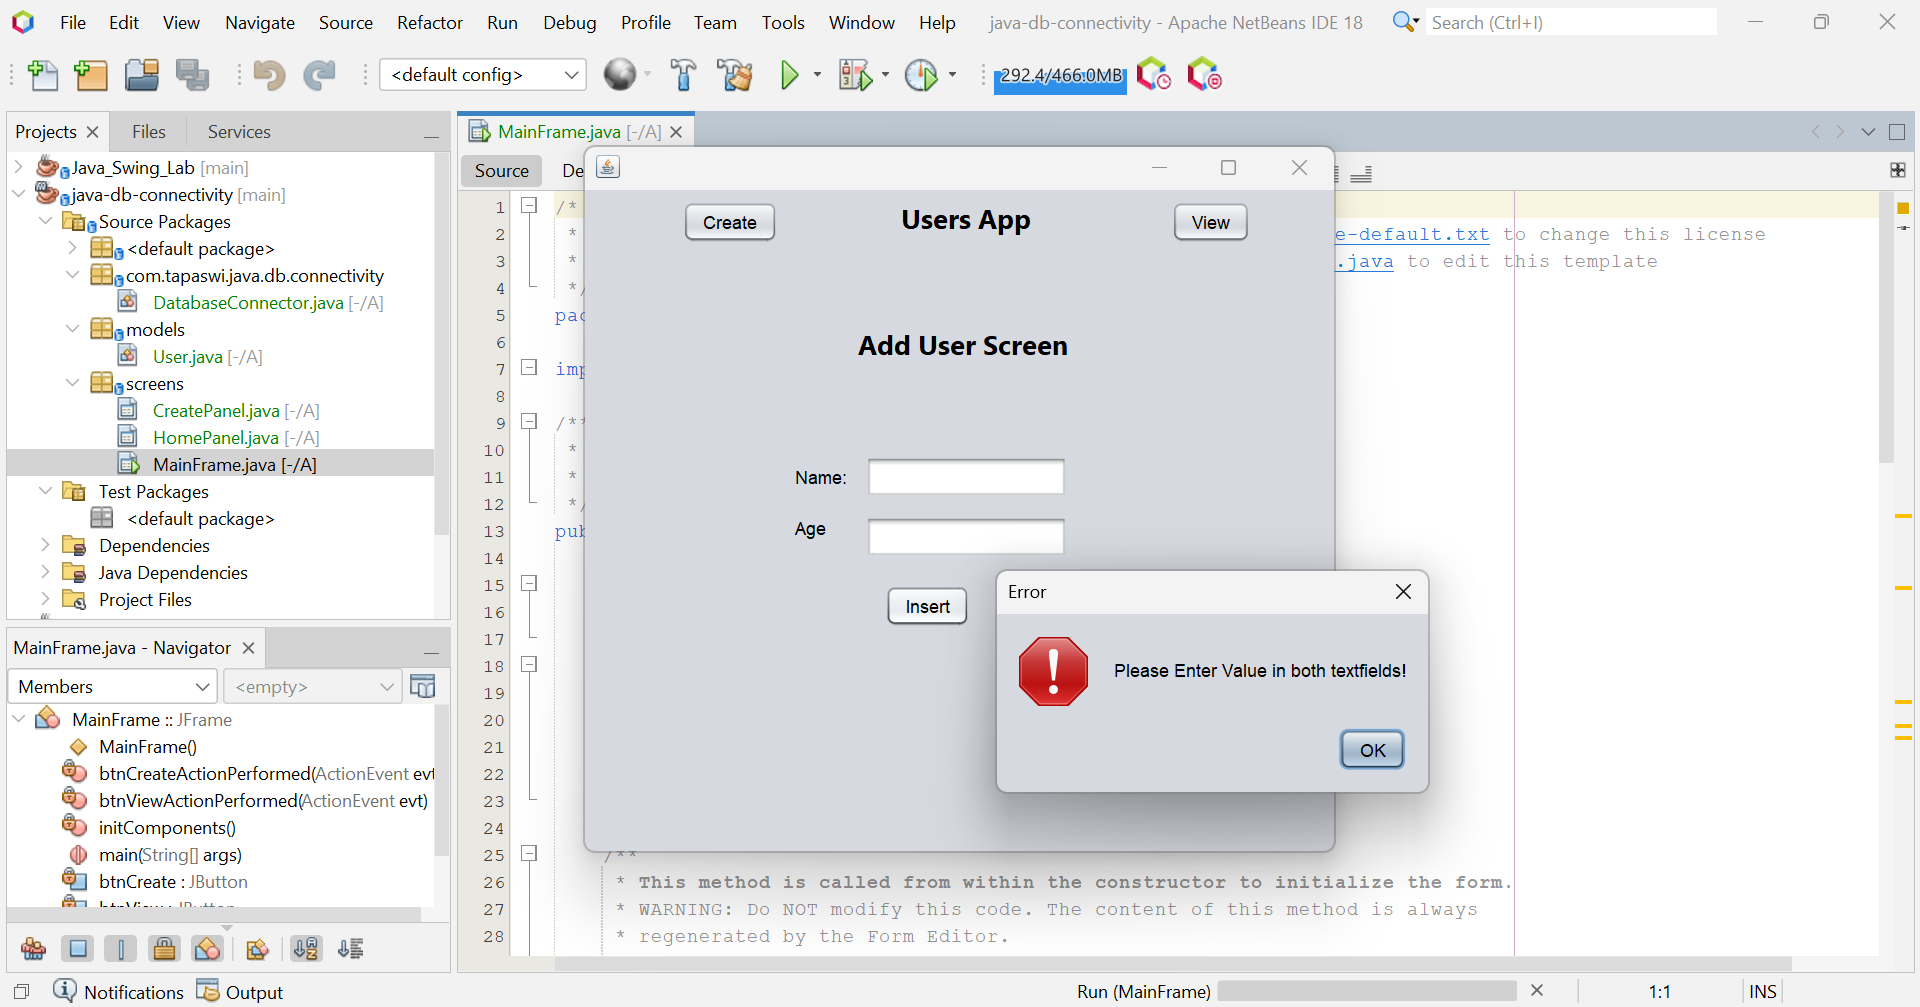 File Edit View Navigate Source Refactor Run Debug Profile Team Tools Window Help java-db-connectivity - Apache NetBeans IDE 18 Search (Ctrl+I)
<default config> 292.4/466.0MB
Projects Files Services
Java_Swing_Lab [main]
java-db-connectivity [main]
Source Packages
<default package>
com.tapaswi.java.db.connectivity
DatabaseConnector.java [-/A]
models
User.java [-/A]
screens
CreatePanel.java [-/A]
HomePanel.java [-/A]
MainFrame.java [-/A]
Test Packages
<default package>
Dependencies
Java Dependencies
Project Files
MainFrame.java - Navigator
Members <empty>
MainFrame :: JFrame
MainFrame()
btnCreateActionPerformed(ActionEvent evt
btnViewActionPerformed(ActionEvent evt)
initComponents()
main(String[] args)
btnCreate : JButton
MainFrame.java [-/A]
Source De
1 /*
2 * e-default.txt to change this license
3 * .java to edit this template
4 */
5 pac
6
7 imp
8
9 /**
10 *
11 *
12 */
13 pub
14
15
16
17
18
19
20
21
22
23
24
25 /**
26 * This method is called from within the constructor to initialize the form.
27 * WARNING: Do NOT modify this code. The content of this method is always
28 * regenerated by the Form Editor.
Create Users App View
Add User Screen
Name:
Age
Insert
Error
Please Enter Value in both textfields!
OK
Notifications Output Run (MainFrame) 1:1 INS